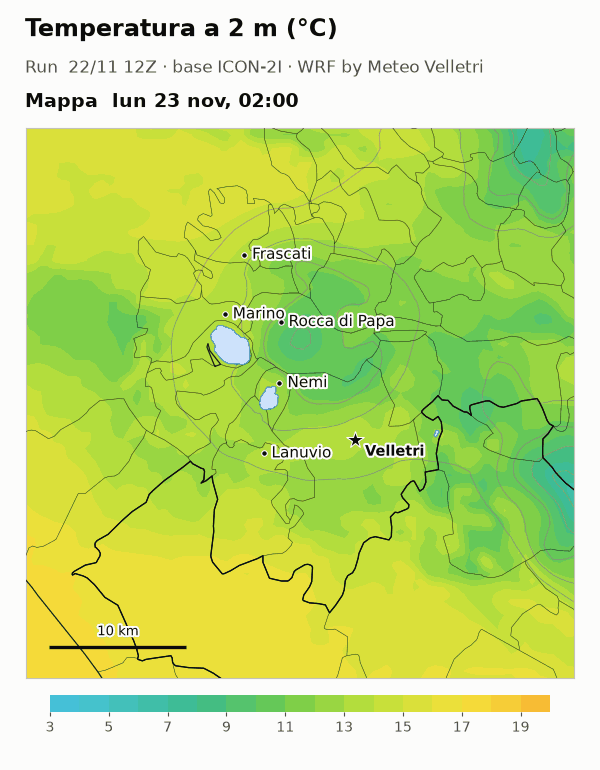 Temperatura a 2 m (°C)
Run 22/11 12Z · base ICON-2I · WRF by Meteo Velletri
Mappa lun 23 nov, 02:00
Frascati
Marino
Rocca di Papa
Nemi
Velletri
Lanuvio
10 km
3 5 7 9 11 13 15 17 19